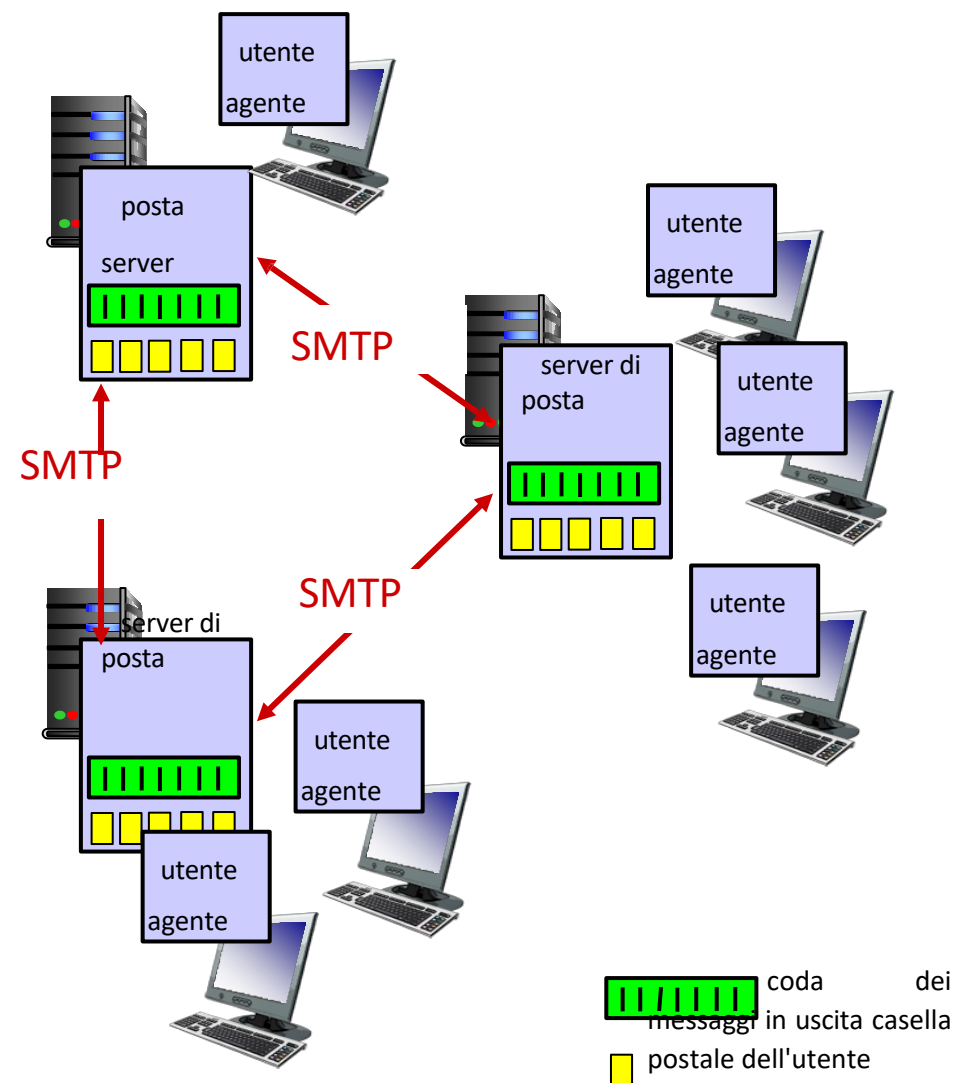 utente
agente
posta
server
SMTP
utente
agente
server di
posta
utente
agente
SMTP
SMTP
utente
agente
server di
posta
utente
agente
utente
agente
coda dei
messaggi in uscita casella
postale dell'utente